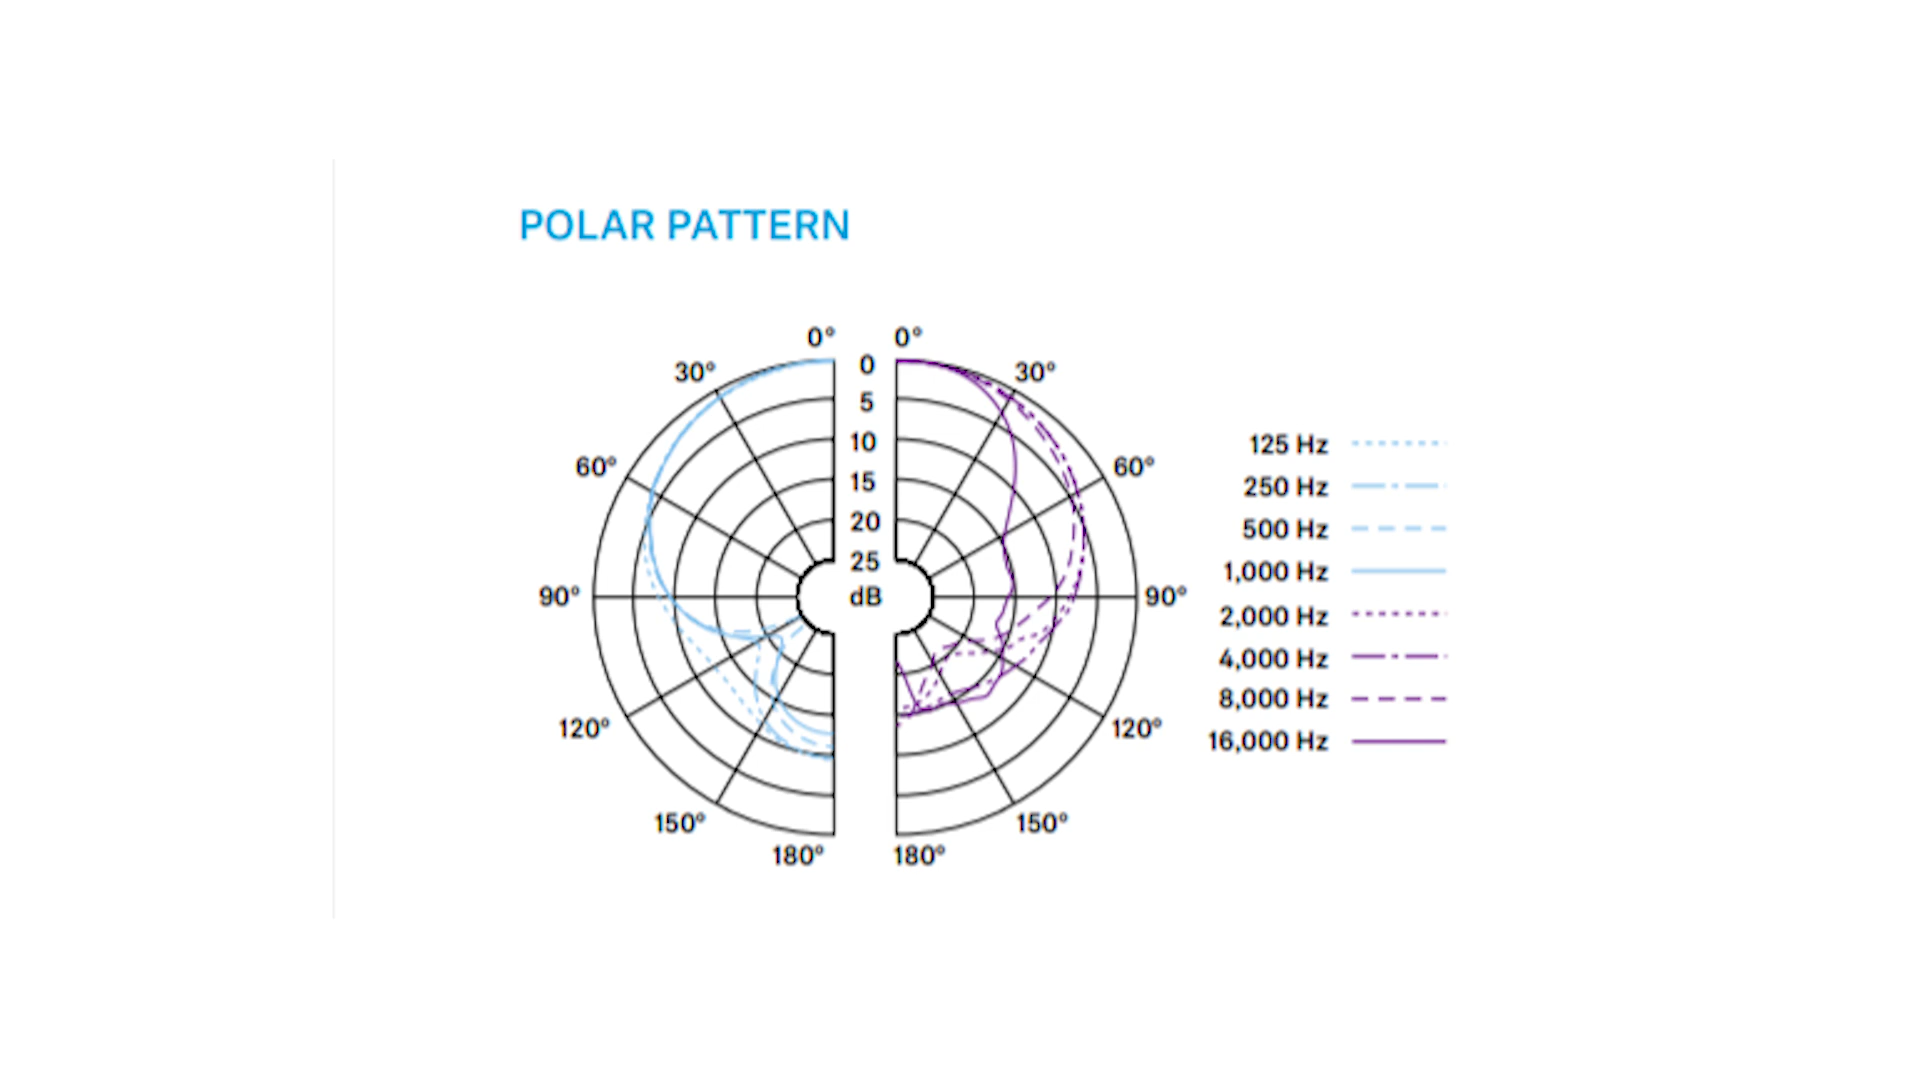 POLAR PATTERN
0° 0°
30° 0 30°
5
10
60° 15 60°
20
25
90° dB 90°
120° 120°
150° 150°
180° 180°
125 Hz
250 Hz
500 Hz
1,000 Hz
2,000 Hz
4,000 Hz
8,000 Hz
16,000 Hz